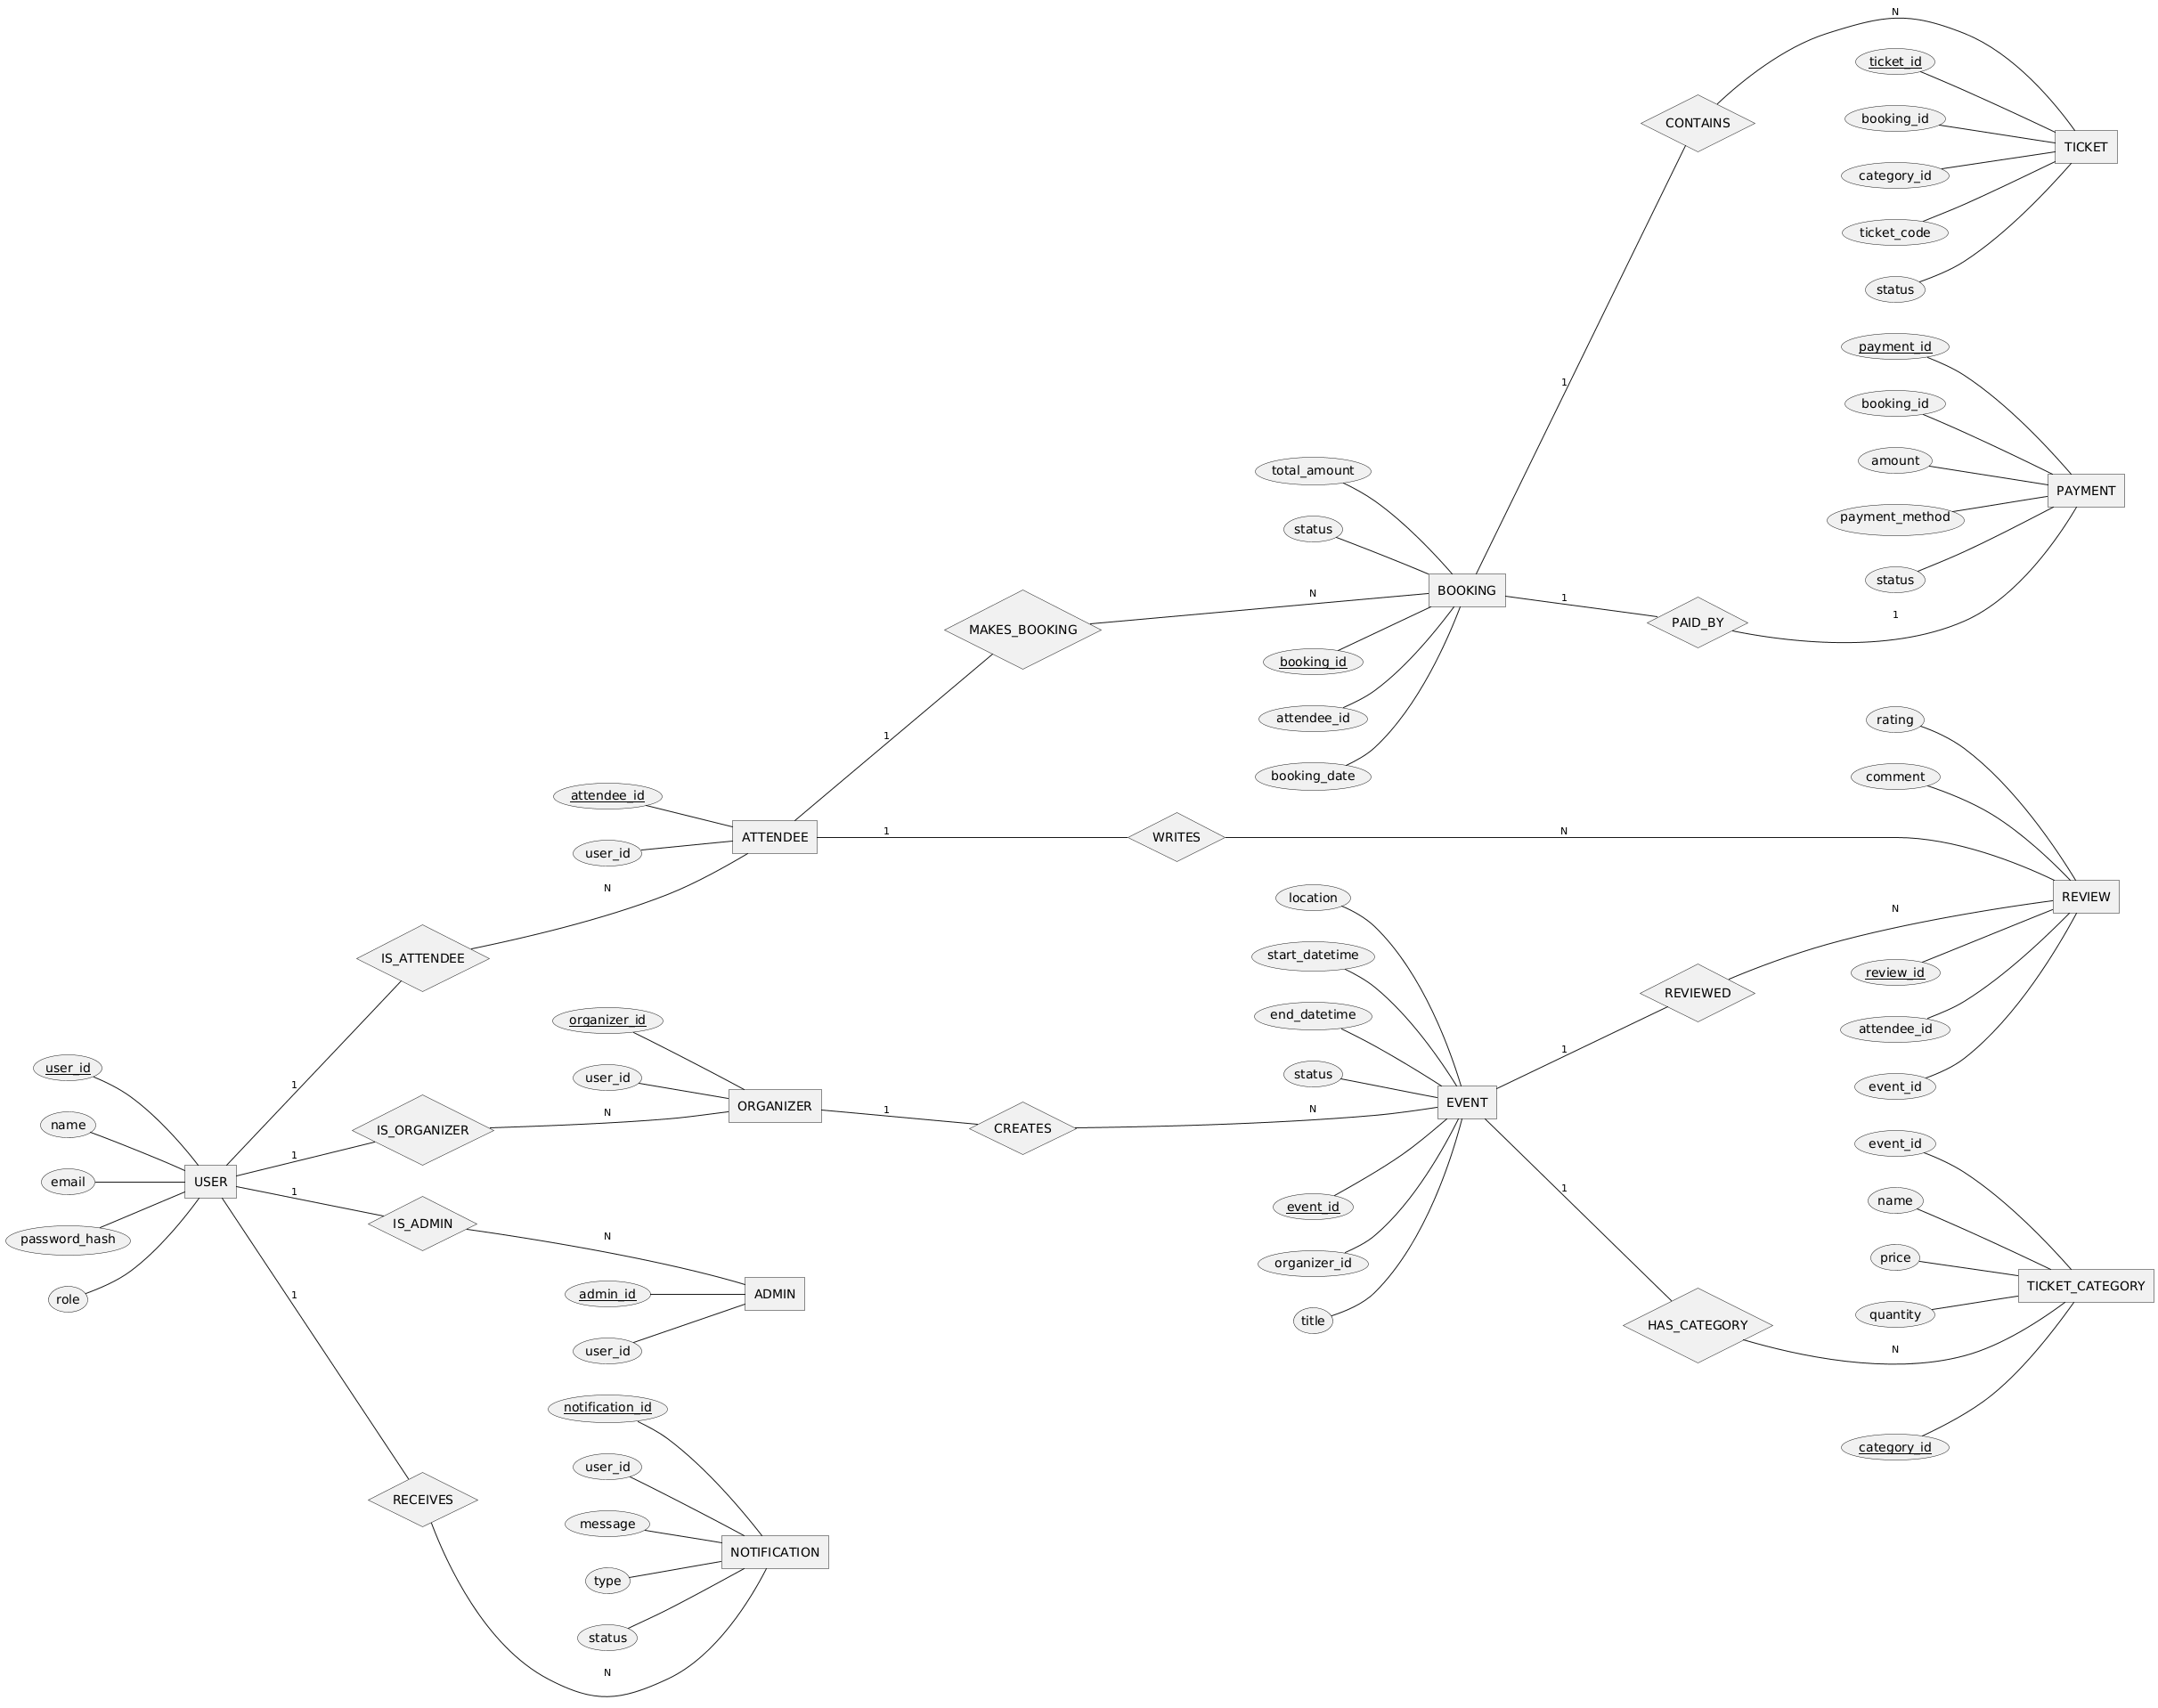 N
ticket_id
CONTAINS
booking_id
TICKET
category_id
ticket_code
status
payment_id
1
booking_id
amount
total_amount
PAYMENT
payment_method
status
status
BOOKING
N
1
1
MAKES_BOOKING
PAID_BY
booking_id
attendee_id
rating
1
booking_date
comment
attendee_id
1
N
ATTENDEE
WRITES
user_id
N
location
REVIEW
N
start_datetime
IS_ATTENDEE
review_id
REVIEWED
end_datetime
organizer_id
attendee_id
1
user_id
user_id
status
1
event_id
EVENT
ORGANIZER
1
N
N
name
IS_ORGANIZER
CREATES
event_id
1
email
USER
1
1
name
event_id
IS_ADMIN
N
password_hash
price
organizer_id
TICKET_CATEGORY
admin_id
ADMIN
1
role
quantity
title
HAS_CATEGORY
user_id
N
notification_id
category_id
user_id
RECEIVES
message
NOTIFICATION
type
status
N